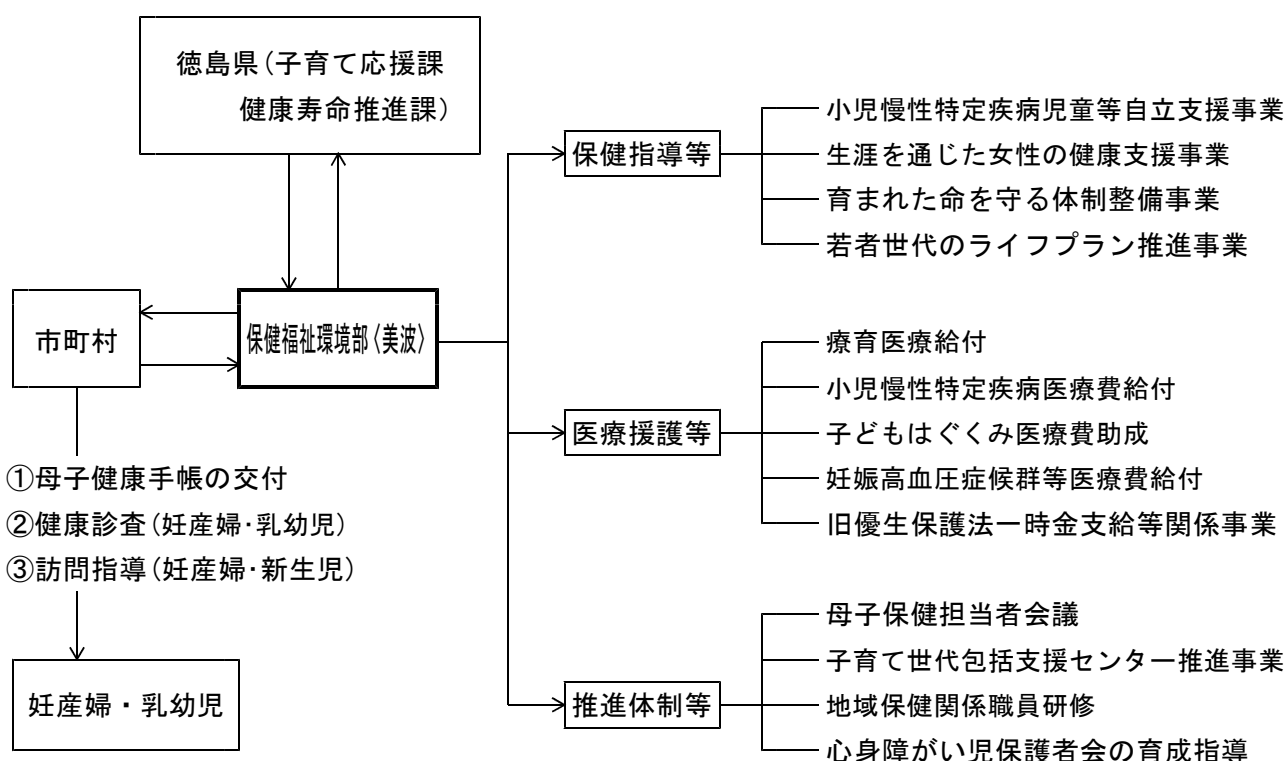 徳島県(子育て応援課
健康寿命推進課)
市町村
保健福祉環境部〈美波〉
①母子健康手帳の交付
②健康診査(妊産婦・乳幼児)
③訪問指導(妊産婦・新生児)
妊産婦・乳幼児
保健指導等
小児慢性特定疾病児童等自立支援事業
生涯を通じた女性の健康支援事業
育まれた命を守る体制整備事業
若者世代のライフプラン推進事業
医療援護等
療育医療給付
小児慢性特定疾病医療費給付
子どもはぐくみ医療費助成
妊娠高血圧症候群等医療費給付
旧優生保護法一時金支給等関係事業
推進体制等
母子保健担当者会議
子育て世代包括支援センター推進事業
地域保健関係職員研修
心身障がい児保護者会の育成指導